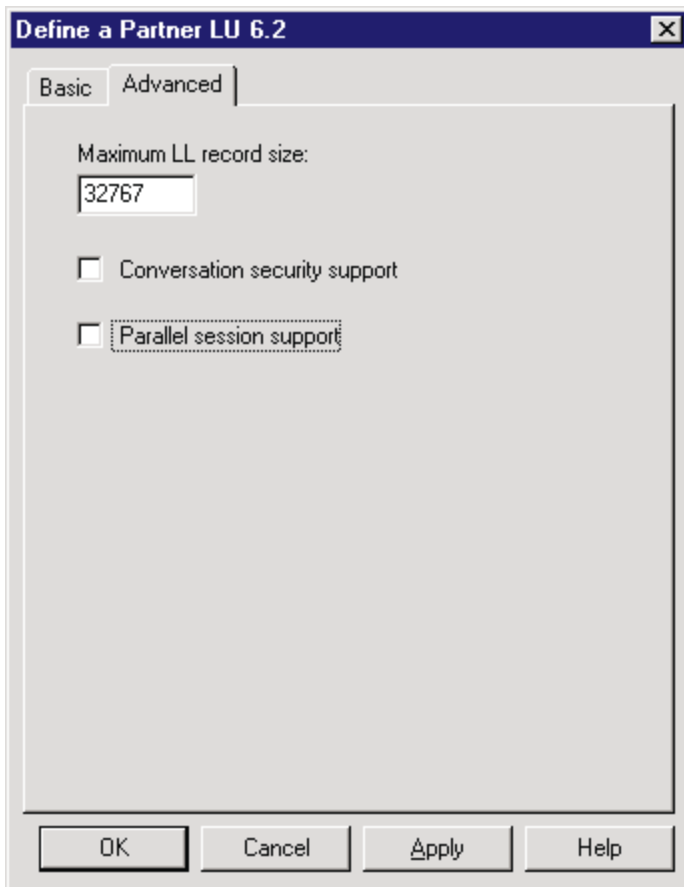 Define a Partner LU 6.2
Basic Advanced
Maximum LL record size:
32767
Conversation security support
Parallel session support
OK Cancel Apply Help